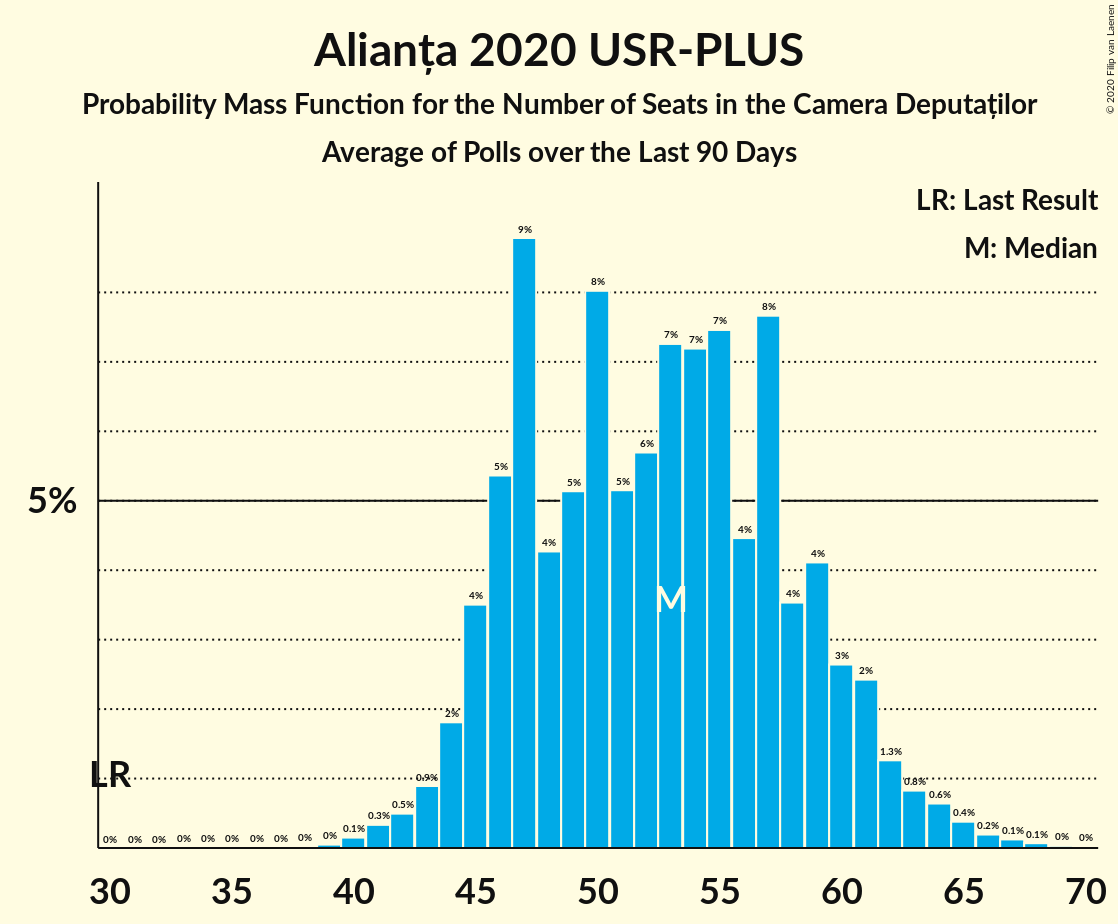 Alianța 2020 USR-PLUS
Probability Mass Function for the Number of Seats in the Camera Deputaților
Average of Polls over the Last 90 Days
© 2020 Filip van Laenen
LR: Last Result
M: Median
5%
LR
M
0% 0% 0% 0% 0% 0% 0% 0% 0% 0% 0.1% 0.3% 0.5% 0.9% 2% 4% 5% 9% 4% 5% 8% 5% 6% 7% 7% 7% 4% 8% 4% 4% 3% 2% 1.3% 0.8% 0.6% 0.4% 0.2% 0.1% 0.1% 0% 0%
30 35 40 45 50 55 60 65 70